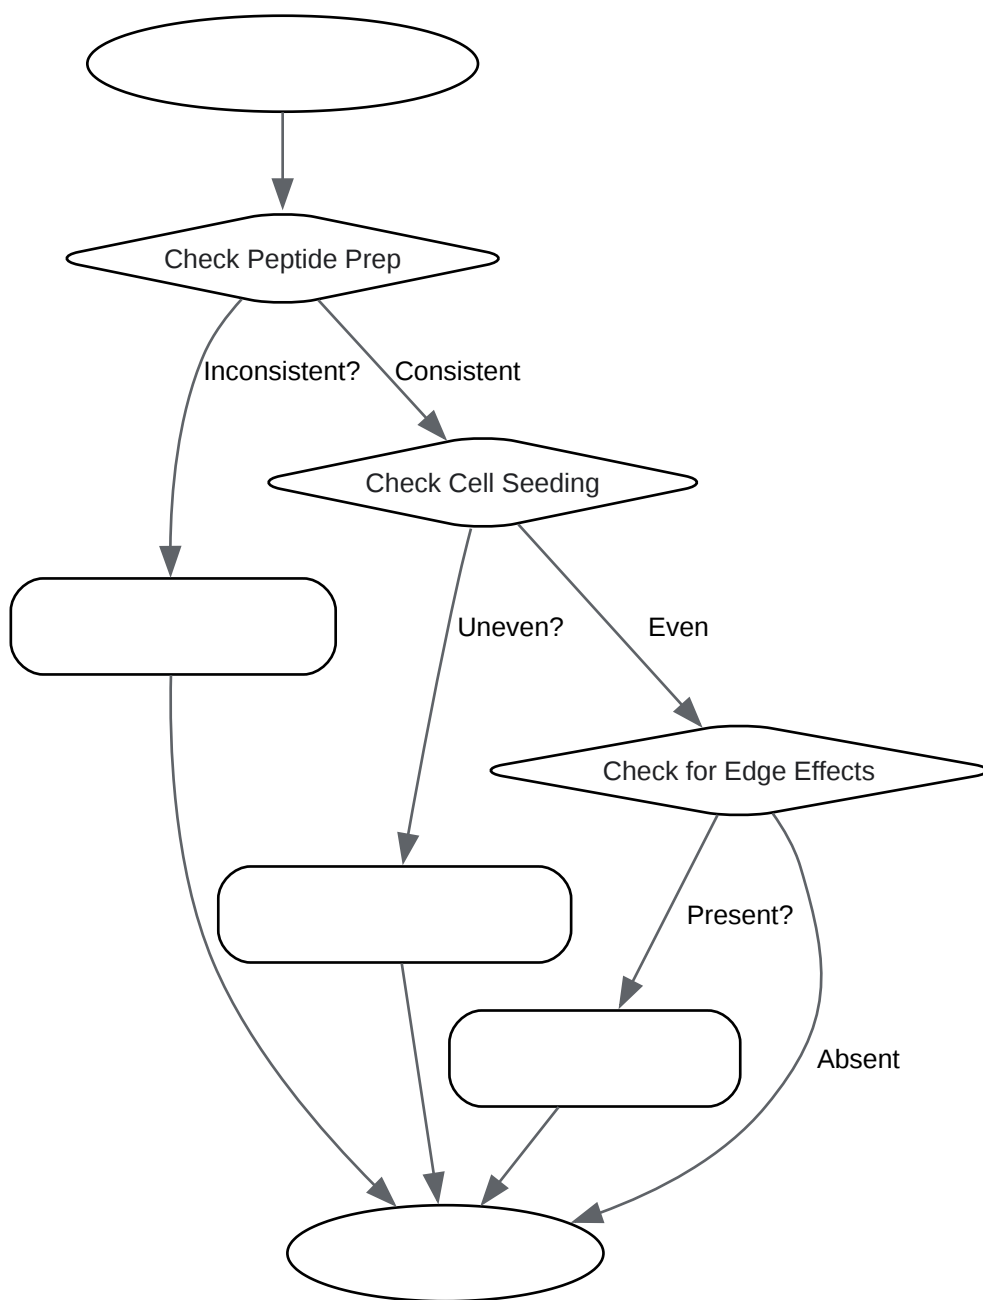 Check Peptide Prep
Inconsistent?
Consistent
Check Cell Seeding
Uneven?
Even
Check for Edge Effects
Present?
Absent